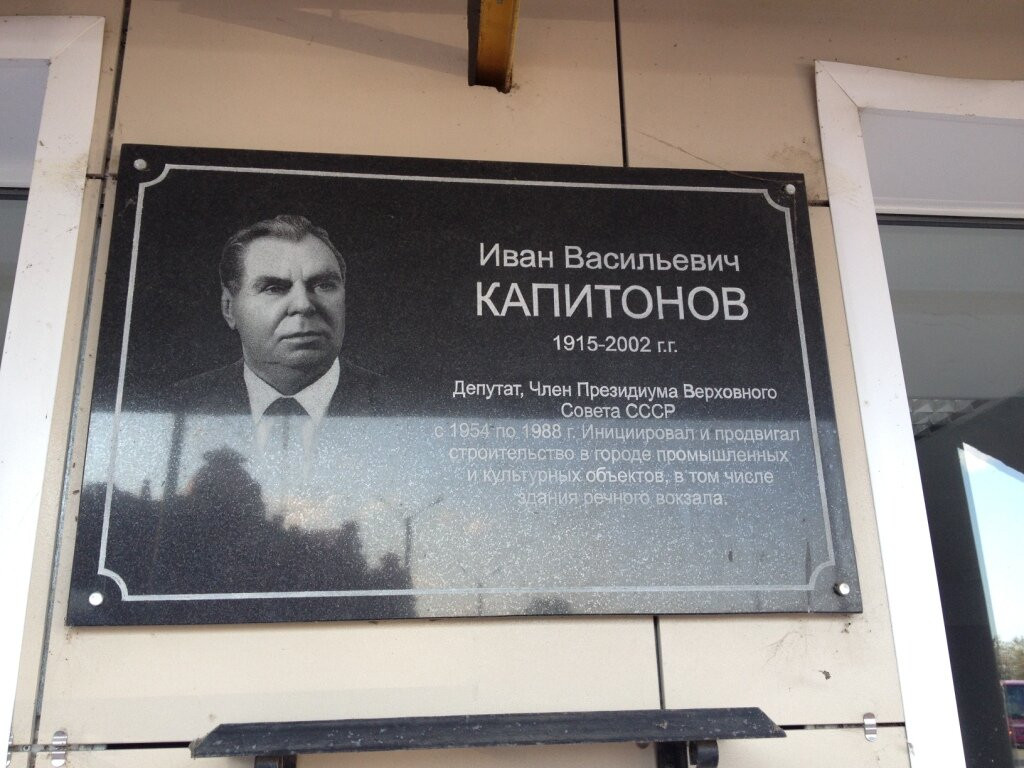 Иван Васильевич
КАПИТОНОВ
1915-2002 г.г.
Депутат, Член Президиума Верховного
Совета СССР
с 1954 по 1988 г. Инициировал и продвигал
строительство в городе промышленных
и культурных объектов, в том числе
здания речного вокзала.